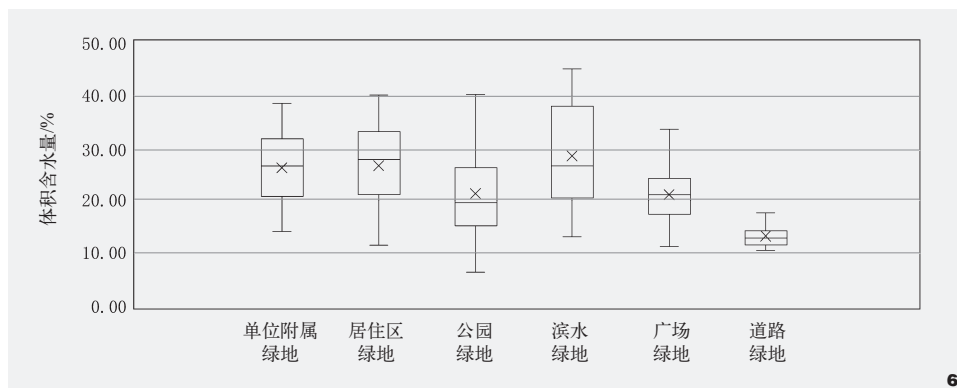 50.00
40.00
30.00
20.00
10.00
0.00
体积含水量/%
单位附属
绿地
居住区
绿地
公园
绿地
滨水
绿地
广场
绿地
道路
绿地
6